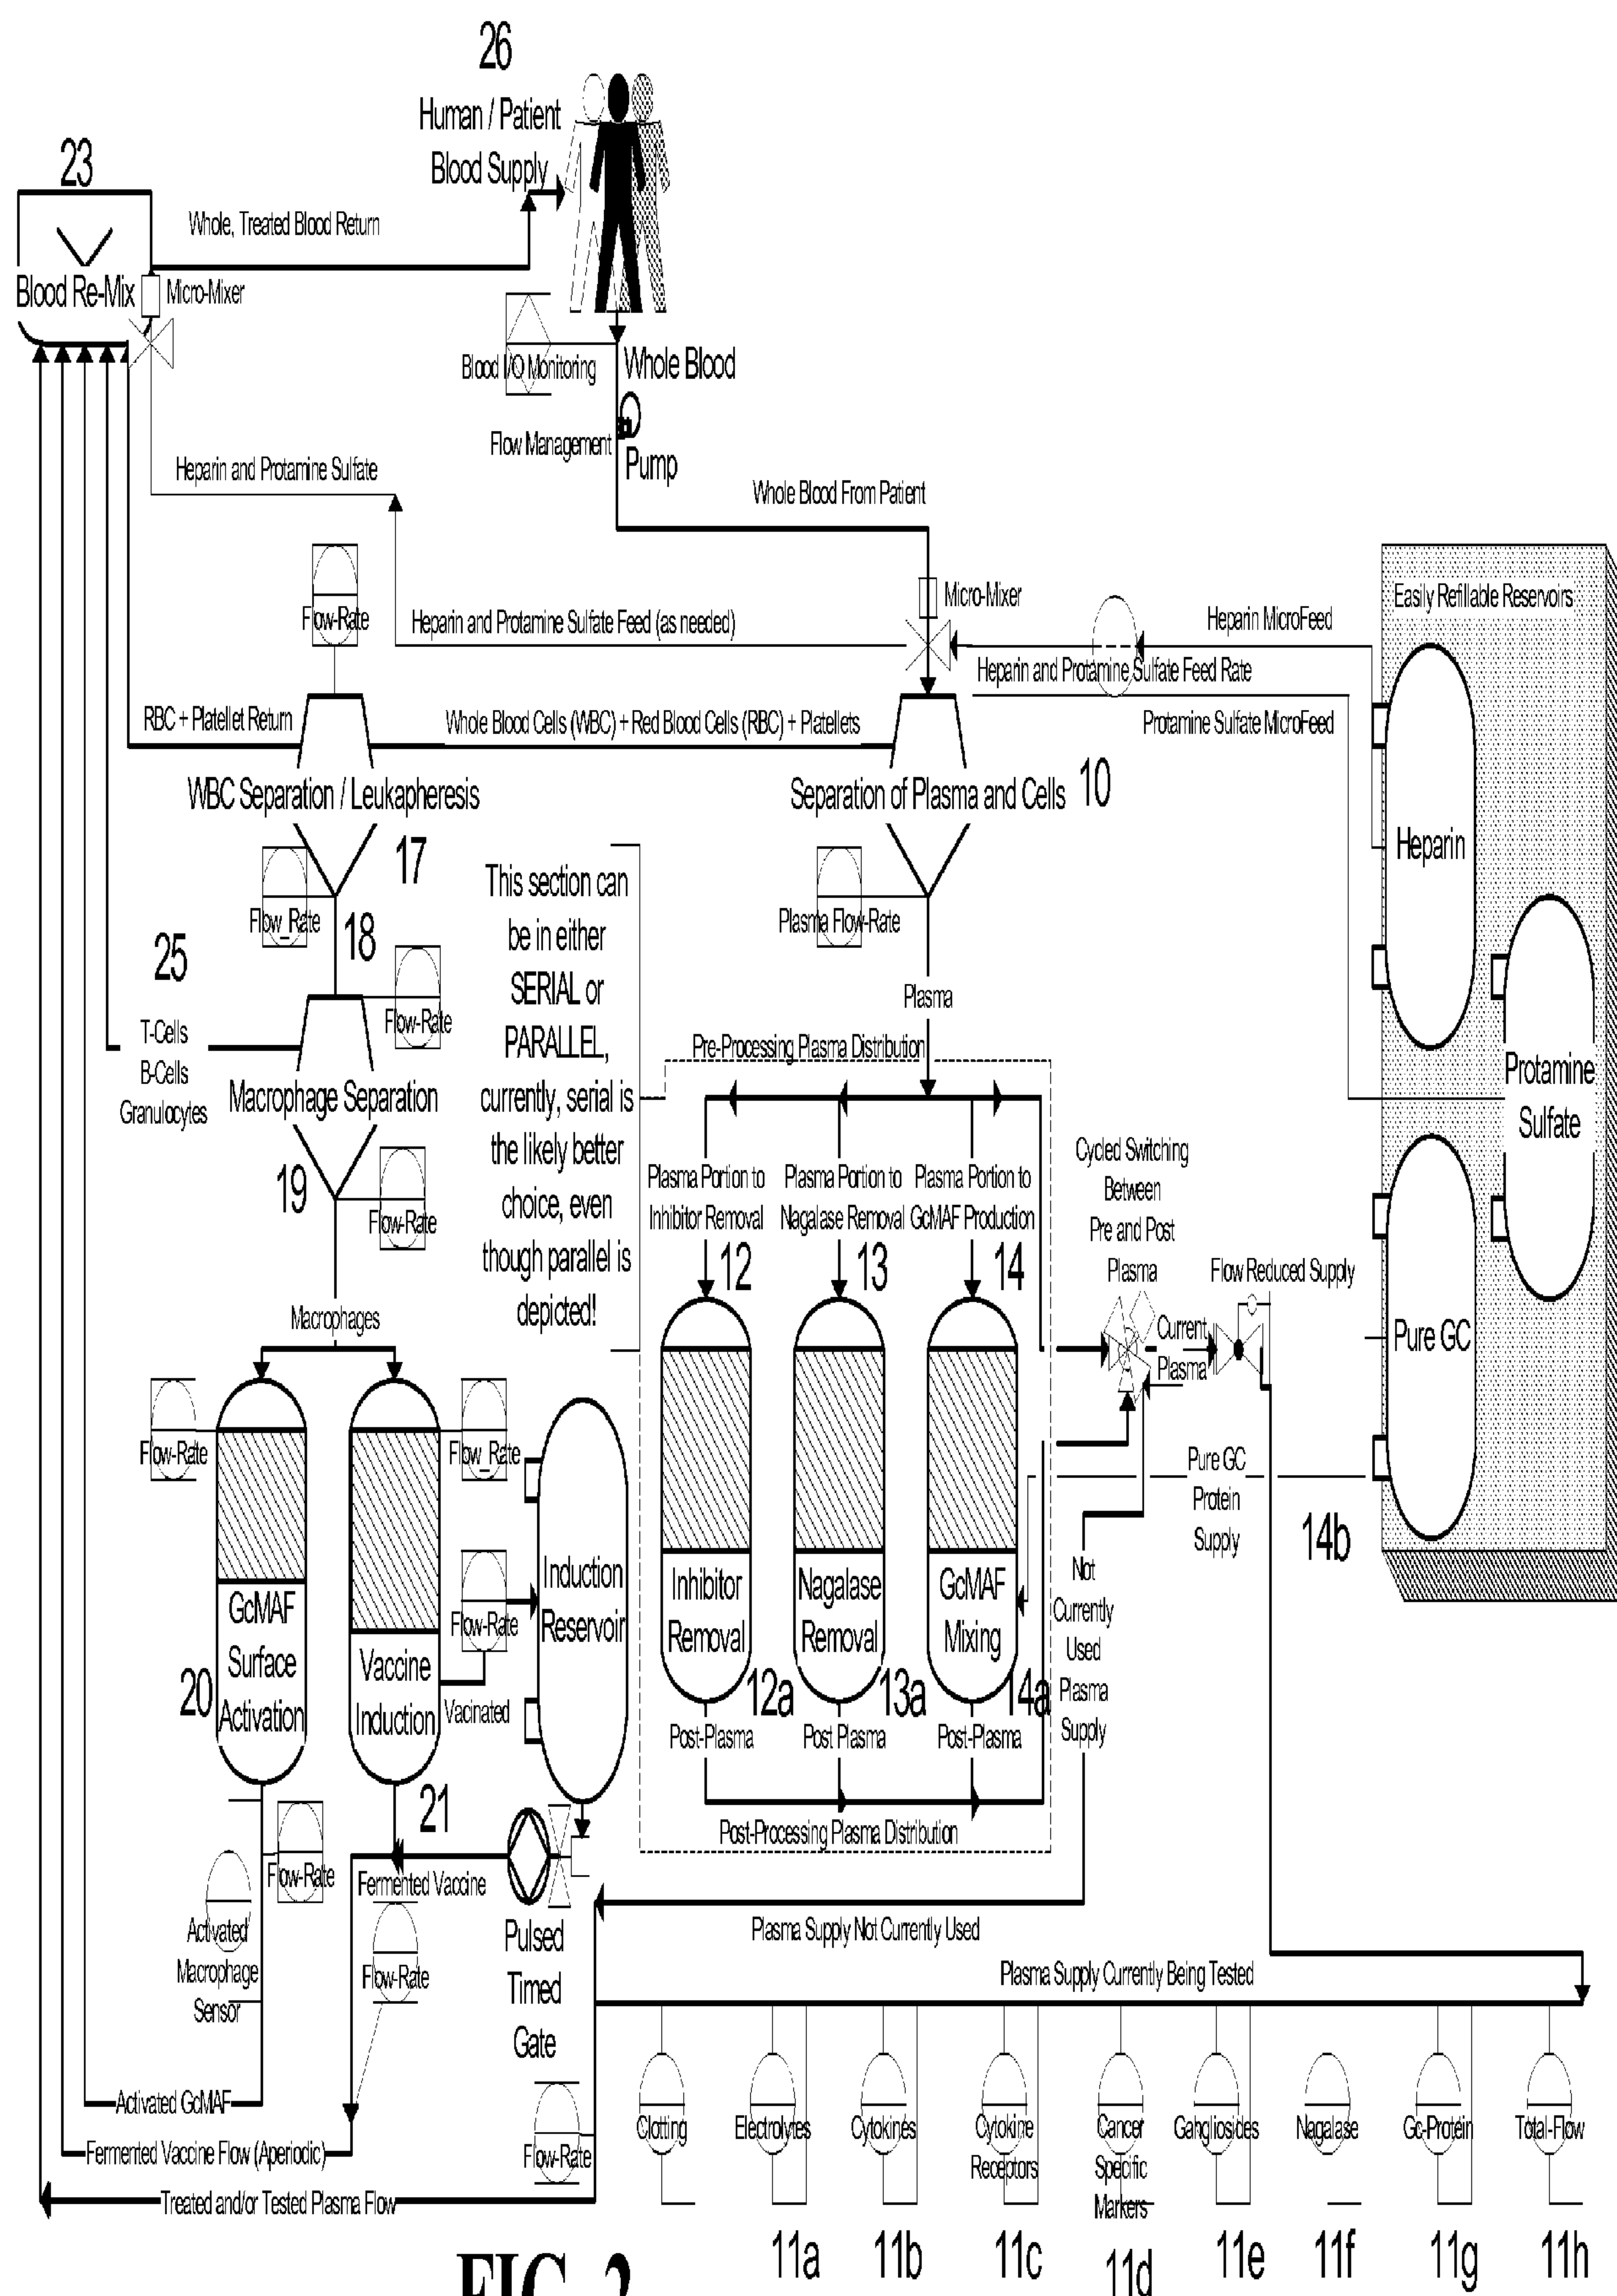 26
Human / Patient
Blood Supply
23
Whole, Treated Blood Return
Blood Re-Mix
Micro-Mixer
Blood I/O Monitoring
Whole Blood
Flow Management
Pump
Heparin and Protamine Sulfate
Whole Blood From Patient
Micro-Mixer
Easily Refillable Reservoirs
Flow-Rate
Heparin and Protamine Sulfate Feed (as needed)
Heparin MicroFeed
Heparin and Protamine Sulfate Feed Rate
RBC + Platellet Return
Whole Blood Cells (WBC) + Red Blood Cells (RBC) + Platellets
Protamine Sulfate MicroFeed
WBC Separation / Leukapheresis
Separation of Plasma and Cells
10
Heparin
17
Flow_Rate
18
Plasma Flow-Rate
This section can
be in either
SERIAL or
PARALLEL,
currently, serial is
the likely better
choice, even
though parallel is
depicted!
25
T-Cells
B-Cells
Granulocytes
Flow-Rate
Macrophage Separation
19
Flow-Rate
Plasma
Pre-Processing Plasma Distribution
Protamine
Sulfate
Plasma Portion to
Inhibitor Removal
Plasma Portion to
Nagalase Removal
Plasma Portion to
GcMAF Production
12
13
14
Cycled Switching
Between
Pre and Post
Plasma
Flow Reduced Supply
Current
Plasma
Pure GC
Macrophages
Flow-Rate
Flow_Rate
Pure GC
Protein
Supply
14b
GcMAF
Surface
Activation
20
Vaccine
Induction
Flow-Rate
Vacinated
Induction
Reservoir
Inhibitor
Removal
Nagalase
Removal
GcMAF
Mixing
12a
13a
14a
Not
Currently
Used
Plasma
Supply
Post-Plasma
Post Plasma
Post-Plasma
21
Post-Processing Plasma Distribution
Flow-Rate
Fermented Vaccine
Activated
Macrophage
Sensor
Flow-Rate
Pulsed
Timed
Gate
Plasma Supply Not Currently Used
Plasma Supply Currently Being Tested
Activated GcMAF
Fermented Vaccine Flow (Aperiodic)
Treated and/or Tested Plasma Flow
Flow-Rate
Clotting
Electrolytes
Cytokines
Cytokine
Receptors
Cancer
Specific
Markers
Gangliosides
Nagalase
Gc-Protein
Total-Flow
11a
11b
11c
11d
11e
11f
11g
11h
FIG. 2